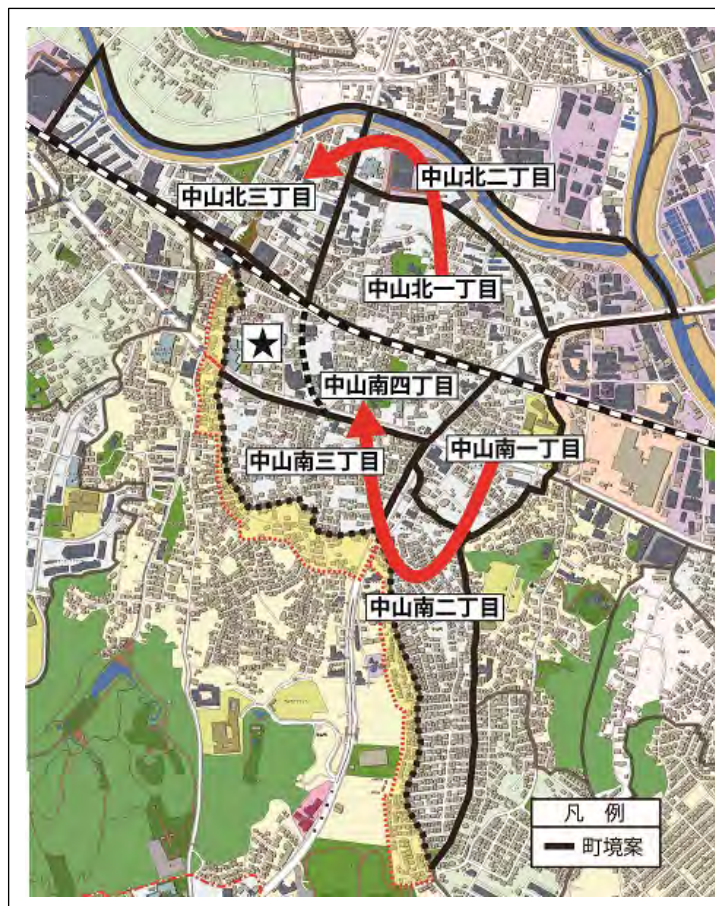 中山北二丁目
中山北三丁目
中山北一丁目
★
中山南四丁目
中山南三丁目
中山南一丁目
中山南二丁目
凡 例
町境案